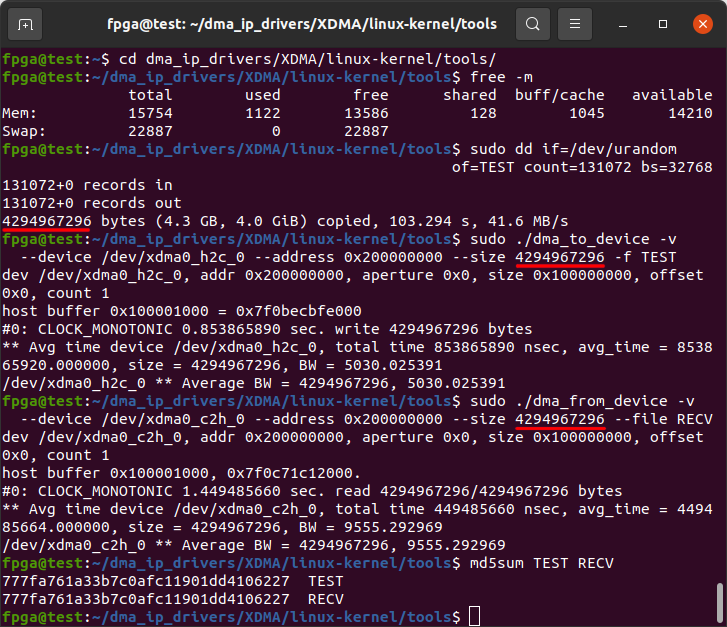 fpga@test: ~/dma_ip_drivers/XDMA/linux-kernel/tools
fpga@test:~$ cd dma_ip_drivers/XDMA/linux-kernel/tools/
fpga@test:~/dma_ip_drivers/XDMA/linux-kernel/tools$ free -m
total used free shared buff/cache available
Mem: 15754 1122 13586 128 1045 14210
Swap: 22887 0 22887
fpga@test:~/dma_ip_drivers/XDMA/linux-kernel/tools$ sudo dd if=/dev/urandom
of=TEST count=131072 bs=32768
131072+0 records in
131072+0 records out
4294967296 bytes (4.3 GB, 4.0 GiB) copied, 103.294 s, 41.6 MB/s
fpga@test:~/dma_ip_drivers/XDMA/linux-kernel/tools$ sudo ./dma_to_device -v
--device /dev/xdma0_h2c_0 --address 0x200000000 --size 4294967296 -f TEST
dev /dev/xdma0_h2c_0, addr 0x200000000, aperture 0x0, size 0x100000000, offset
0x0, count 1
host buffer 0x100001000 = 0x7f0becbfe000
#0: CLOCK_MONOTONIC 0.853865890 sec. write 4294967296 bytes
** Avg time device /dev/xdma0_h2c_0, total time 853865890 nsec, avg_time = 8538
65920.000000, size = 4294967296, BW = 5030.025391
/dev/xdma0_h2c_0 ** Average BW = 4294967296, 5030.025391
fpga@test:~/dma_ip_drivers/XDMA/linux-kernel/tools$ sudo ./dma_from_device -v
--device /dev/xdma0_c2h_0 --address 0x200000000 --size 4294967296 --file RECV
dev /dev/xdma0_c2h_0, addr 0x200000000, aperture 0x0, size 0x100000000, offset
0x0, count 1
host buffer 0x100001000, 0x7f0c71c12000.
#0: CLOCK_MONOTONIC 1.449485660 sec. read 4294967296/4294967296 bytes
** Avg time device /dev/xdma0_c2h_0, total time 449485660 nsec, avg_time = 4494
85664.000000, size = 4294967296, BW = 9555.292969
/dev/xdma0_c2h_0 ** Average BW = 4294967296, 9555.292969
fpga@test:~/dma_ip_drivers/XDMA/linux-kernel/tools$ md5sum TEST RECV
777fa761a33b7c0afc11901dd4106227 TEST
777fa761a33b7c0afc11901dd4106227 RECV
fpga@test:~/dma_ip_drivers/XDMA/linux-kernel/tools$